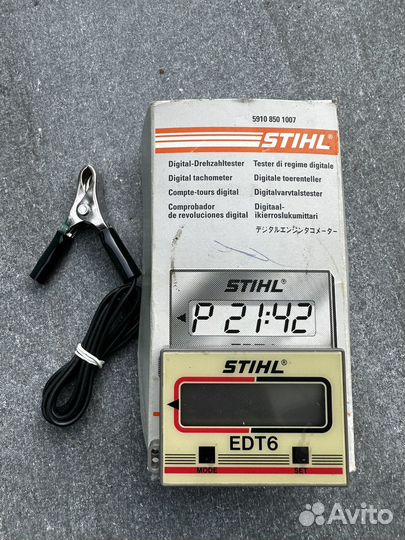 5910 850 1007
STIHL®
Digital-Drehzahltester
Digital tachometer
Compte-tours digital
Comprobador
de revoluciones digital
Tester di regime digitale
Digitale toerenteller
Digitalvarvtalstester
Digitaal-
ikierroslukumittari
デジタルエンジンタコメーター
STIHL®
P 21:42
STIHL®
EDT6
MODE
SET
Avito